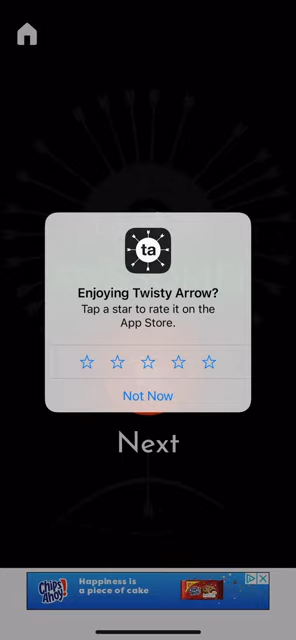 ta
Enjoying Twisty Arrow?
Tap a star to rate it on the
App Store.
Not Now
Next
Chips
Ahoy!
Happiness is
a piece of cake